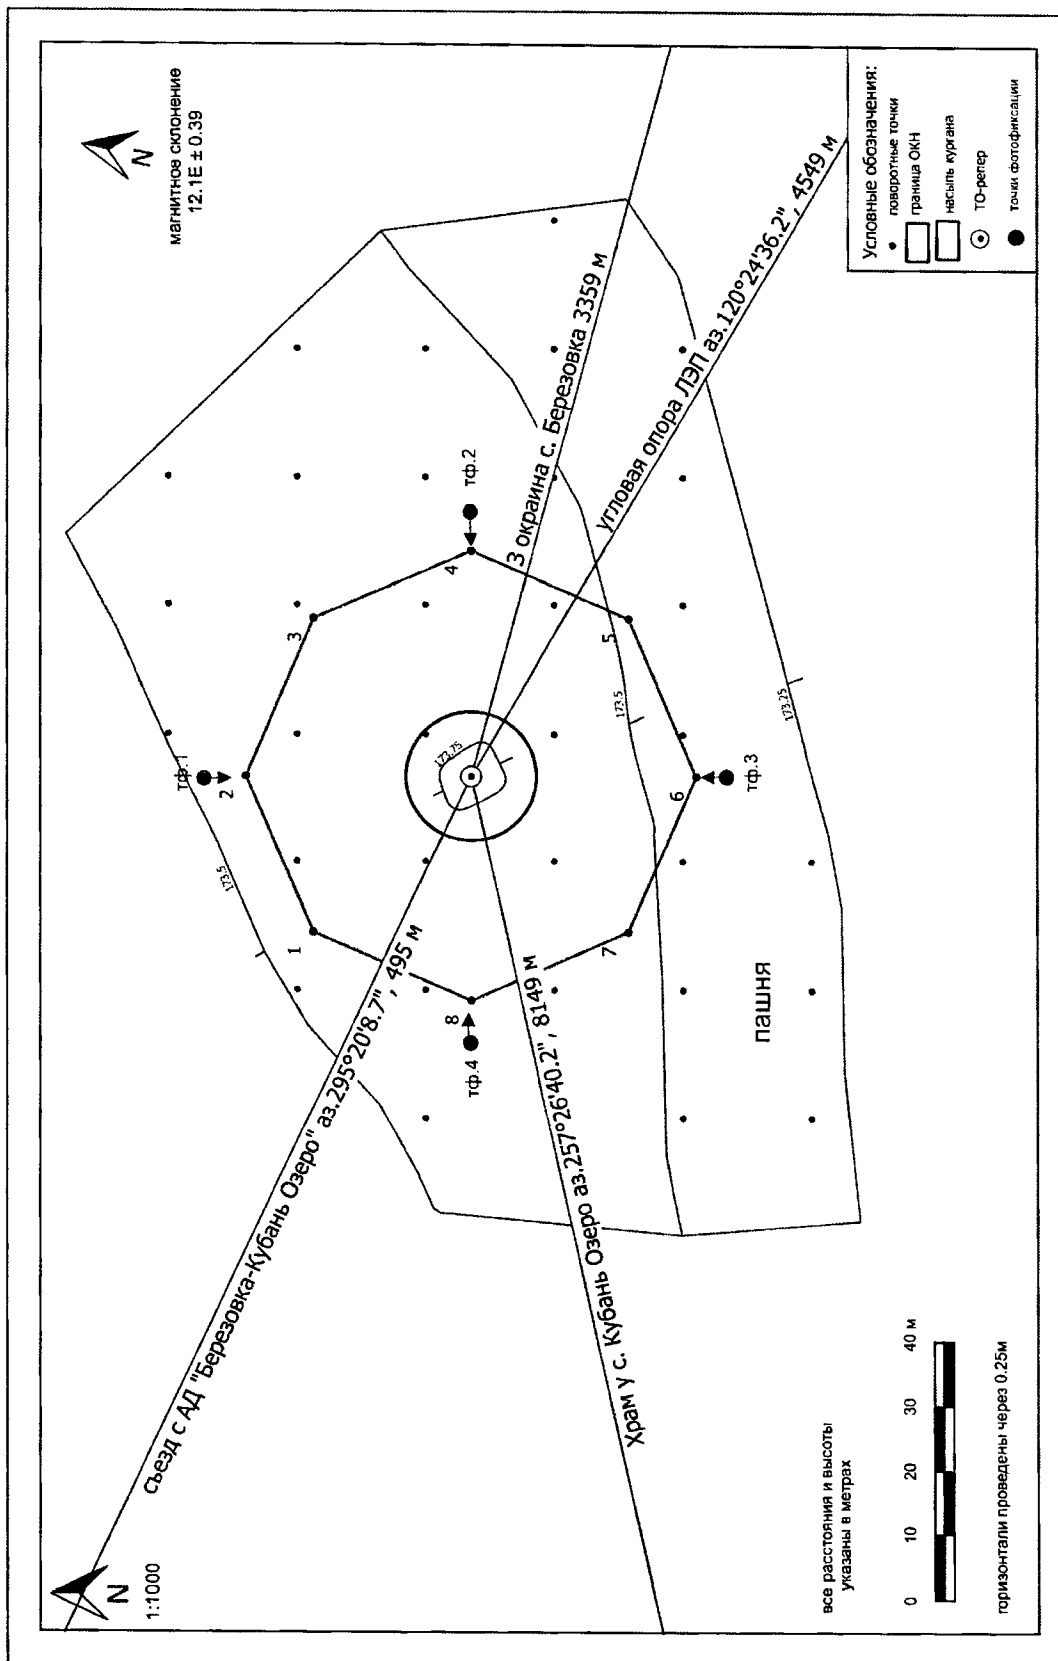 N
1:1000
съезд с АД "Березовка-Кубань Озеро" аз.295°20'8.7", 495 м
Храм у с. Кубань Озеро аз.257°26'40.2", 8149 м
З окраина с. Березовка 3359 м
угловая опора ЛЭП аз.120°24'36.2", 4549 м
магнитное склонение
12.1E ± 0.39
N
тф.1
тф.2
тф.3
тф.4
1
2
3
4
5
6
7
8
173.5
173.75
173.5
173.25
пашня
все расстояния и высоты
указаны в метрах
0 10 20 30 40 м
горизонтали проведены через 0.25м
Условные обозначения:
поворотные точки
граница ОКН
насыпь кургана
ТО-репер
точки фотофиксации